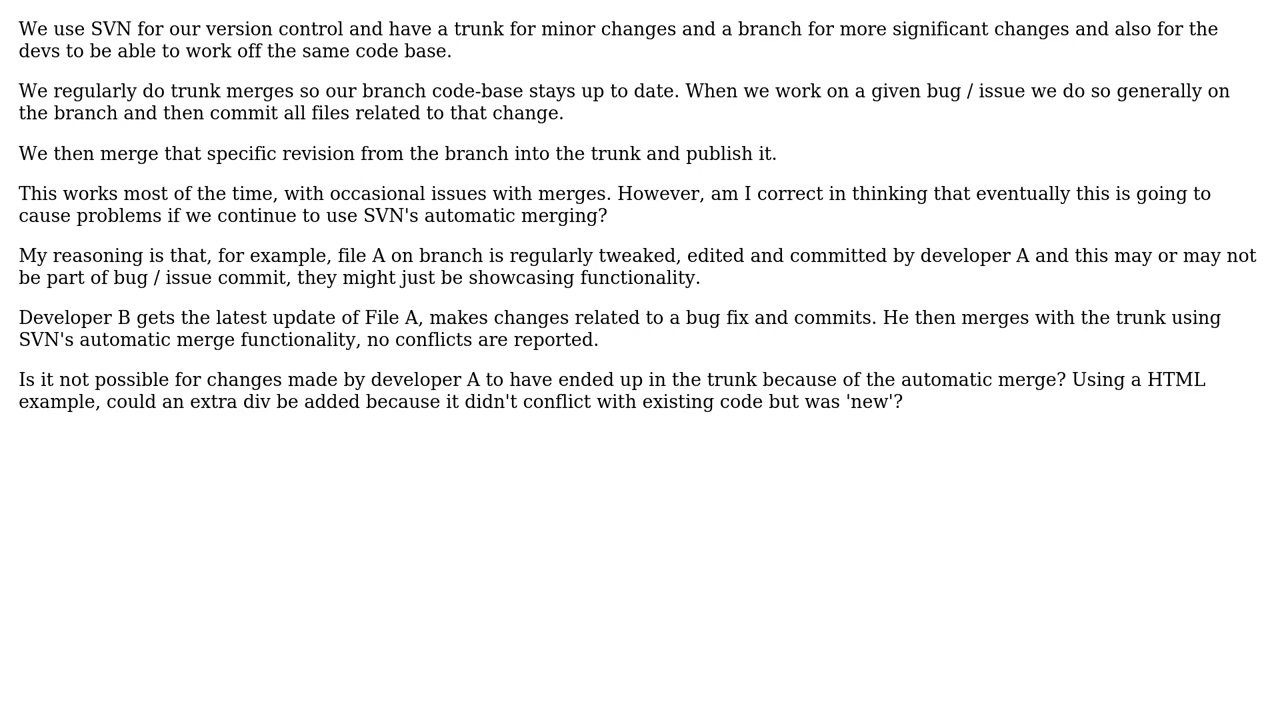 We use SVN for our version control and have a trunk for minor changes and a branch for more significant changes and also for the
devs to be able to work off the same code base.
We regularly do trunk merges so our branch code-base stays up to date. When we work on a given bug / issue we do so generally on
the branch and then commit all files related to that change.
We then merge that specific revision from the branch into the trunk and publish it.
This works most of the time, with occasional issues with merges. However, am I correct in thinking that eventually this is going to
cause problems if we continue to use SVN's automatic merging?
My reasoning is that, for example, file A on branch is regularly tweaked, edited and committed by developer A and this may or may not
be part of bug / issue commit, they might just be showcasing functionality.
Developer B gets the latest update of File A, makes changes related to a bug fix and commits. He then merges with the trunk using
SVN's automatic merge functionality, no conflicts are reported.
Is it not possible for changes made by developer A to have ended up in the trunk because of the automatic merge? Using a HTML
example, could an extra div be added because it didn't conflict with existing code but was 'new'?